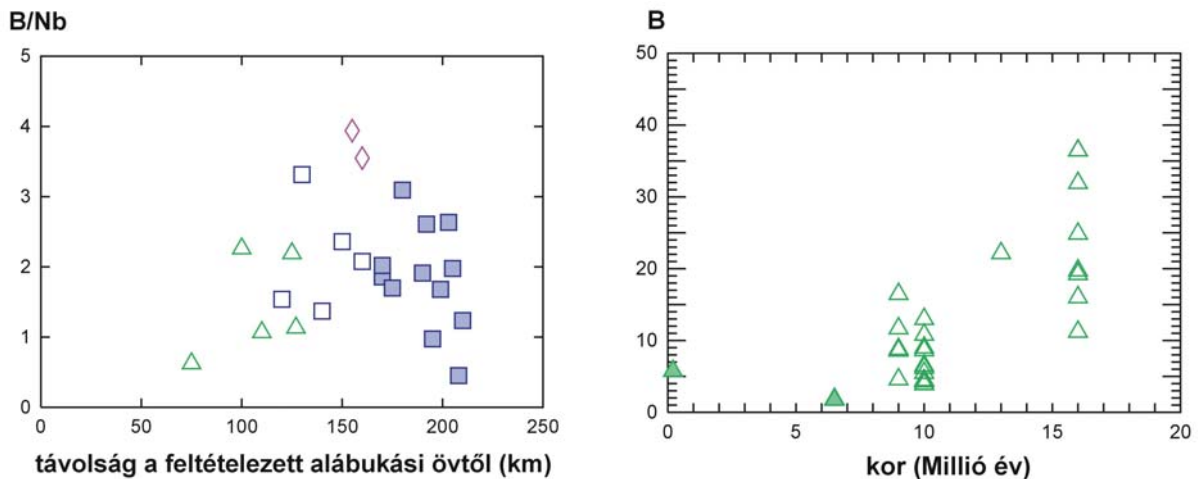 B/Nb
5
4
3
2
1
0
0 50 100 150 200 250
távolság a feltételezett alábukási övtől (km)
B
50
40
30
20
10
0
0 5 10 15 20
kor (Millió év)